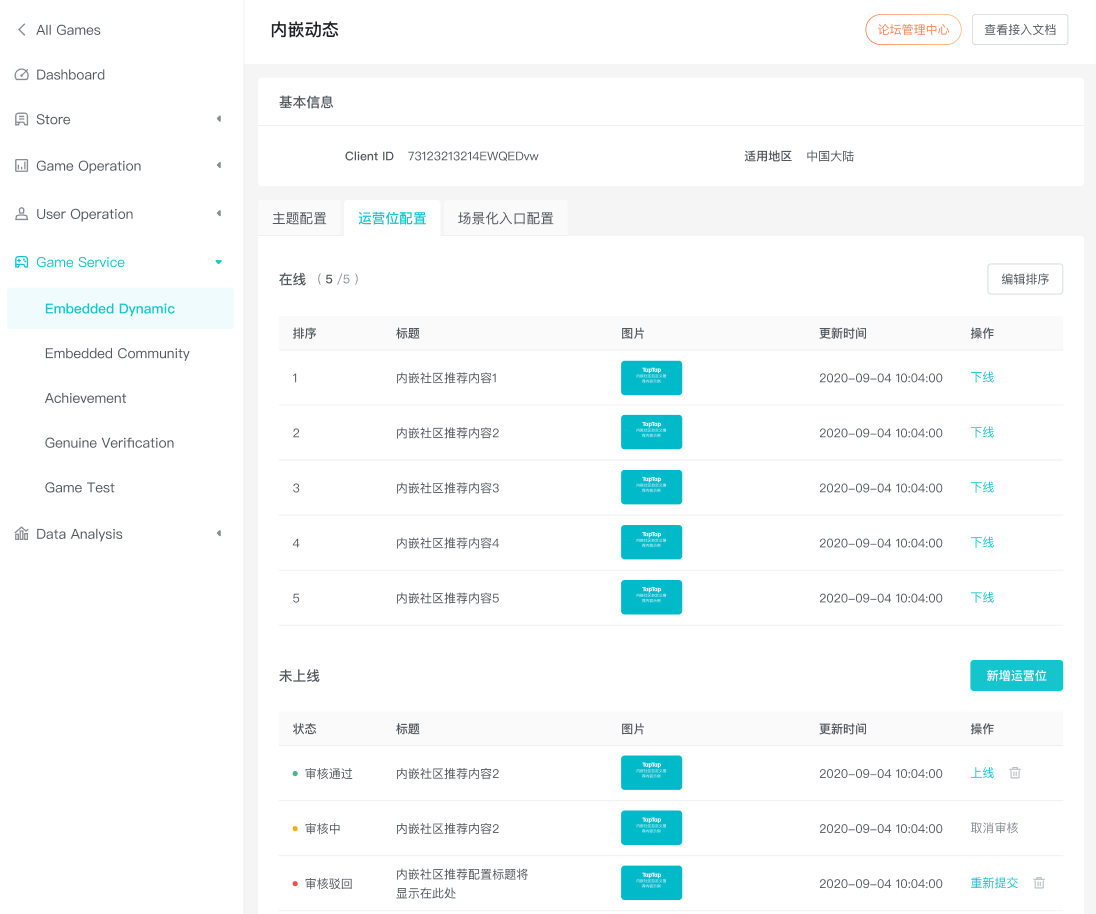 All Games
Dashboard
Store
Game Operation
User Operation
Game Service
Embedded Dynamic
Embedded Community
Achievement
Genuine Verification
Game Test
Data Analysis
内嵌动态
论坛管理中心
查看接入文档
基本信息
Client ID 73123213214EWQEDvw
适用地区 中国大陆
主题配置 运营位配置 场景化入口配置
在线 （ 5 /5 ）
编辑排序
排序 标题 图片 更新时间 操作
1 内嵌社区推荐内容1 TapTap 2020-09-04 10:04:00 下线
2 内嵌社区推荐内容2 TapTap 2020-09-04 10:04:00 下线
3 内嵌社区推荐内容3 TapTap 2020-09-04 10:04:00 下线
4 内嵌社区推荐内容4 TapTap 2020-09-04 10:04:00 下线
5 内嵌社区推荐内容5 TapTap 2020-09-04 10:04:00 下线
未上线
新增运营位
状态 标题 图片 更新时间 操作
审核通过 内嵌社区推荐内容2 TapTap 2020-09-04 10:04:00 上线
审核中 内嵌社区推荐内容2 TapTap 2020-09-04 10:04:00 取消审核
审核驳回 内嵌社区推荐配置标题将
显示在此处 TapTap 2020-09-04 10:04:00 重新提交